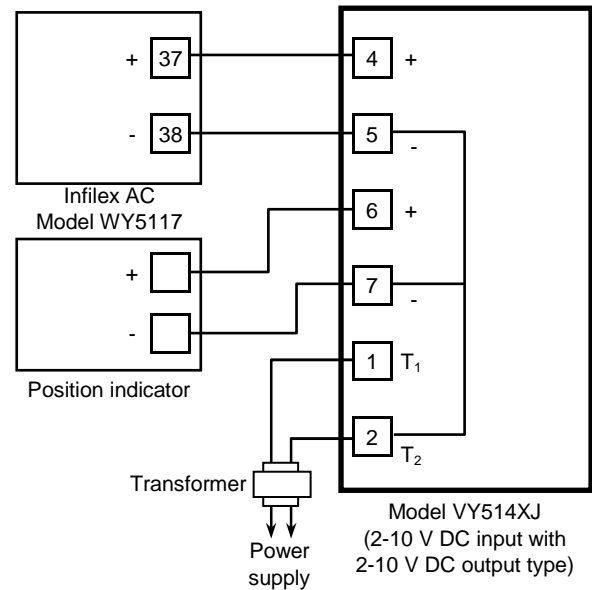 + 37
- 38
Infilex AC
Model WY5117
+
-
Position indicator
4 +
5 -
6 +
7 -
1 T₁
2 T₂
Transformer
Power
supply
Model VY514XJ
(2-10 V DC input with
2-10 V DC output type)